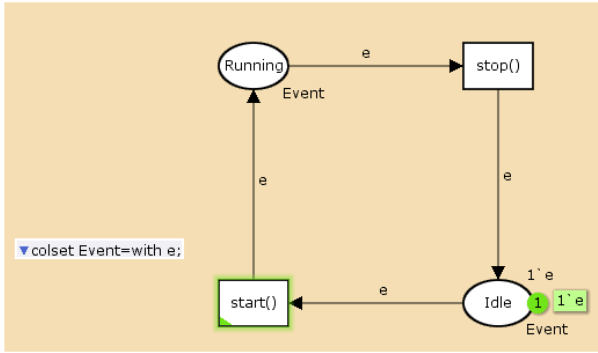 e
Running
stop()
Event
e
e
colset Event=with e;
1`e
start()
e
Idle
1
1`e
Event